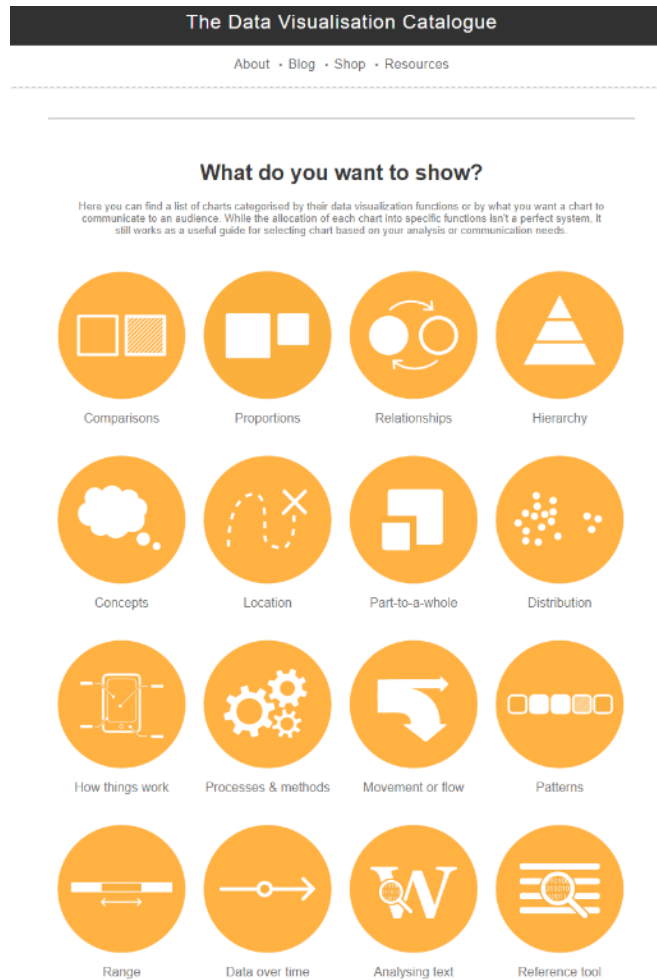 The Data Visualisation Catalogue
About • Blog • Shop • Resources
What do you want to show?
Here you can find a list of charts categorised by their data visualization functions or by what you want a chart to
communicate to an audience. While the allocation of each chart into specific functions isn't a perfect system, it
still works as a useful guide for selecting chart based on your analysis or communication needs.
Comparisons
Proportions
Relationships
Hierarchy
Concepts
Location
Part-to-a-whole
Distribution
How things work
Processes & methods
Movement or flow
Patterns
Range
Data over time
W
Analysing text
Reference tool